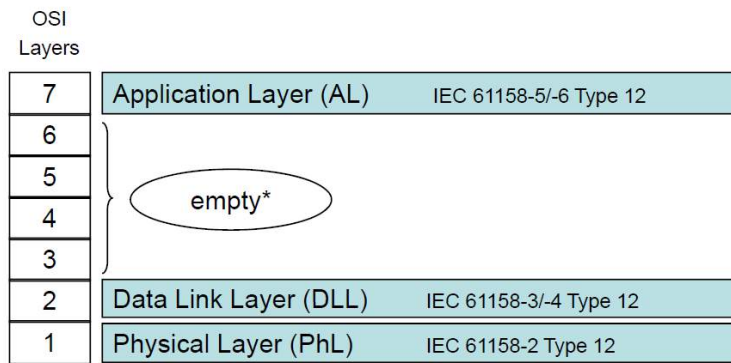 OSI
Layers
7 Application Layer (AL) IEC 61158-5/-6 Type 12
6
5
empty*
4
3
2 Data Link Layer (DLL) IEC 61158-3/-4 Type 12
1 Physical Layer (PhL) IEC 61158-2 Type 12